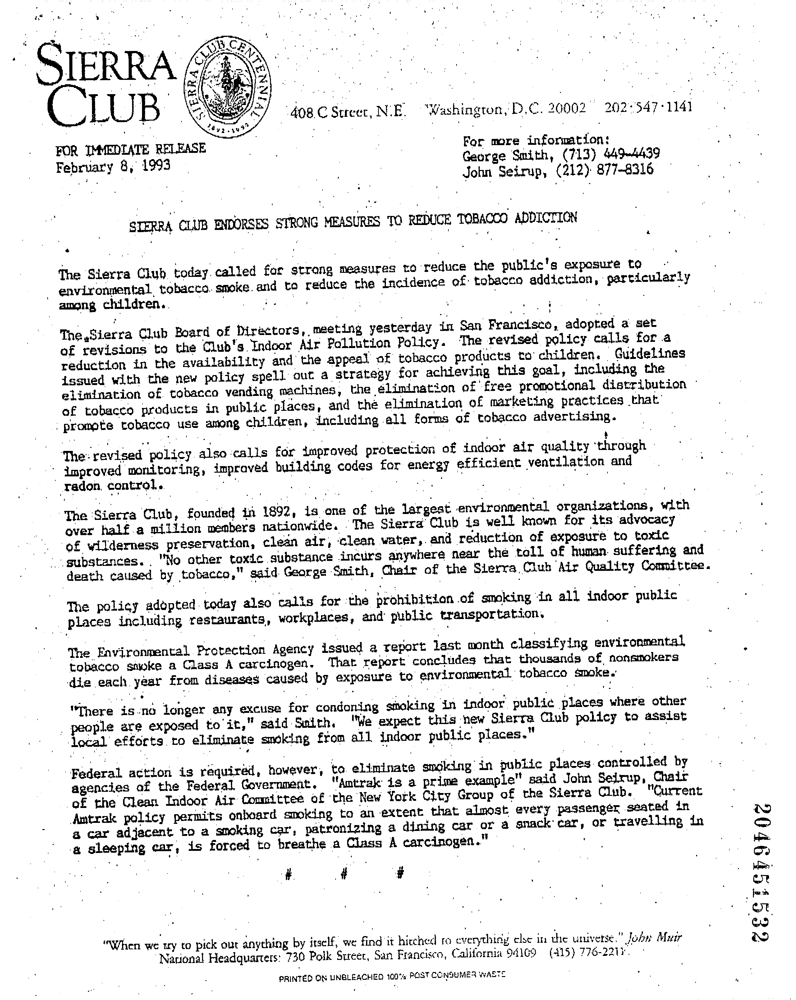 SIERRA
CLUB
SIERRA CLUB CENTENNIAL
1892-1992
408 C Street, N.E. Washington, D.C. 20002 202·547·1141
FOR IMMEDIATE RELEASE
February 8, 1993
For more information:
George Smith, (713) 449-4439
John Seirup, (212) 877-8316
SIERRA CLUB ENDORSES STRONG MEASURES TO REDUCE TOBACCO ADDICTION
The Sierra Club today called for strong measures to reduce the public's exposure to
environmental tobacco smoke and to reduce the incidence of tobacco addiction, particularly
among children.
The Sierra Club Board of Directors, meeting yesterday in San Francisco, adopted a set
of revisions to the Club's Indoor Air Pollution Policy. The revised policy calls for a
reduction in the availability and the appeal of tobacco products to children. Guidelines
issued with the new policy spell out a strategy for achieving this goal, including the
elimination of tobacco vending machines, the elimination of free promotional distribution
of tobacco products in public places, and the elimination of marketing practices that
promote tobacco use among children, including all forms of tobacco advertising.
The revised policy also calls for improved protection of indoor air quality through
improved monitoring, improved building codes for energy efficient ventilation and
radon control.
The Sierra Club, founded in 1892, is one of the largest environmental organizations, with
over half a million members nationwide. The Sierra Club is well known for its advocacy
of wilderness preservation, clean air, clean water, and reduction of exposure to toxic
substances. "No other toxic substance incurs anywhere near the toll of human suffering and
death caused by tobacco," said George Smith, Chair of the Sierra Club Air Quality Committee.
The policy adopted today also calls for the prohibition of smoking in all indoor public
places including restaurants, workplaces, and public transportation.
The Environmental Protection Agency issued a report last month classifying environmental
tobacco smoke a Class A carcinogen. That report concludes that thousands of nonsmokers
die each year from diseases caused by exposure to environmental tobacco smoke.
"There is no longer any excuse for condoning smoking in indoor public places where other
people are exposed to it," said Smith. "We expect this new Sierra Club policy to assist
local efforts to eliminate smoking from all indoor public places."
Federal action is required, however, to eliminate smoking in public places controlled by
agencies of the Federal Government. "Amtrak is a prime example" said John Seirup, Chair
of the Clean Indoor Air Committee of the New York City Group of the Sierra Club. "Current
Amtrak policy permits onboard smoking to an extent that almost every passenger seated in
a car adjacent to a smoking car, patronizing a dining car or a snack car, or travelling in
a sleeping car, is forced to breathe a Class A carcinogen."
# # #
2046451532
"When we try to pick out anything by itself, we find it hitched to everything else in the universe." John Muir
National Headquarters: 730 Polk Street, San Francisco, California 94109 (415) 776-2211
PRINTED ON UNBLEACHED 100% POST CONSUMER WASTE